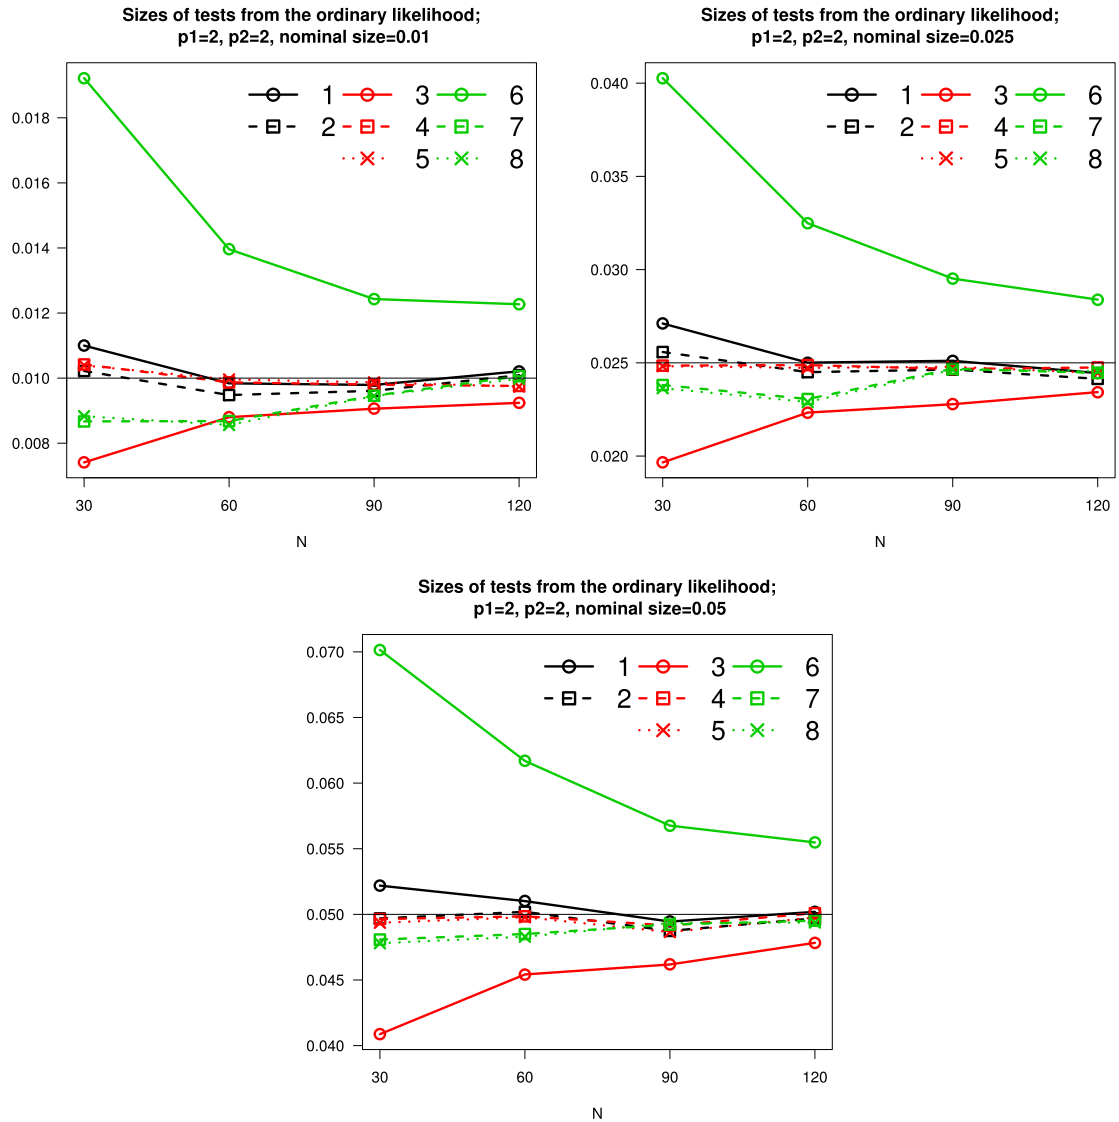 Sizes of tests from the ordinary likelihood;
p1=2, p2=2, nominal size=0.01
1 3 6
2 4 7
5 8
0.018
0.016
0.014
0.012
0.010
0.008
30 60 90 120
N
Sizes of tests from the ordinary likelihood;
p1=2, p2=2, nominal size=0.025
1 3 6
2 4 7
5 8
0.040
0.035
0.030
0.025
0.020
30 60 90 120
N
Sizes of tests from the ordinary likelihood;
p1=2, p2=2, nominal size=0.05
1 3 6
2 4 7
5 8
0.070
0.065
0.060
0.055
0.050
0.045
0.040
30 60 90 120
N